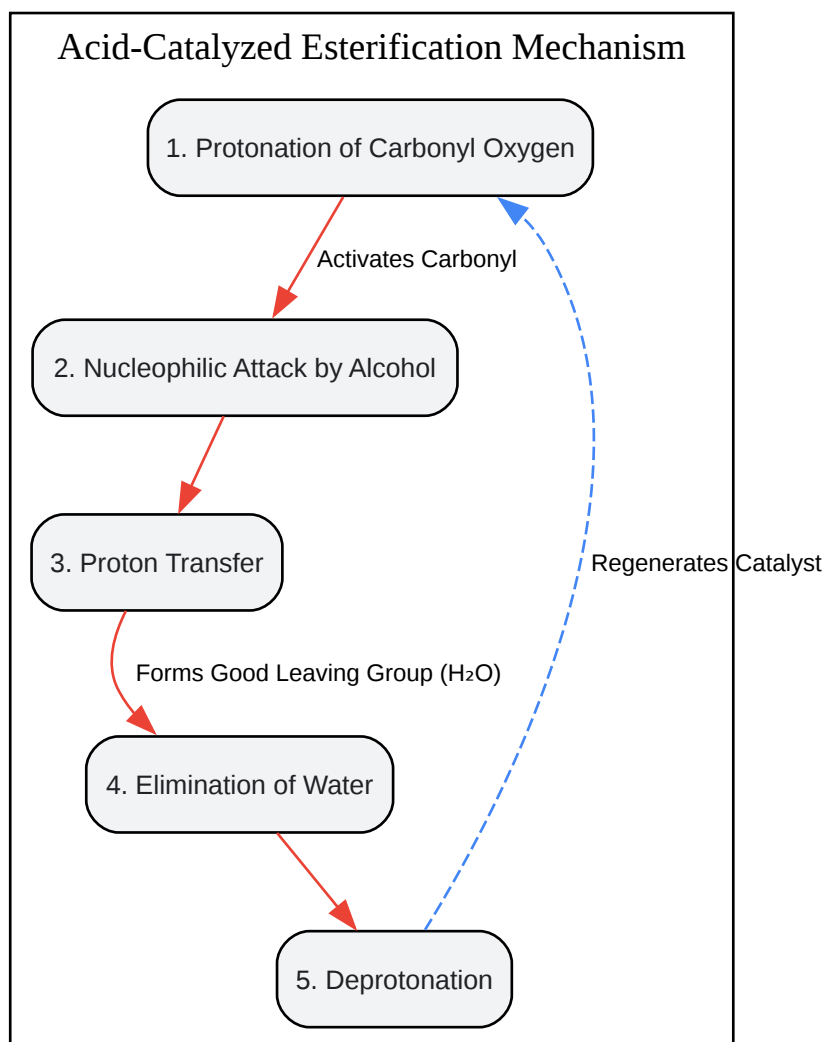 Acid-Catalyzed Esterification Mechanism
1. Protonation of Carbonyl Oxygen
Activates Carbonyl
2. Nucleophilic Attack by Alcohol
3. Proton Transfer
Regenerates Catalyst
Forms Good Leaving Group (H₂O)
4. Elimination of Water
5. Deprotonation